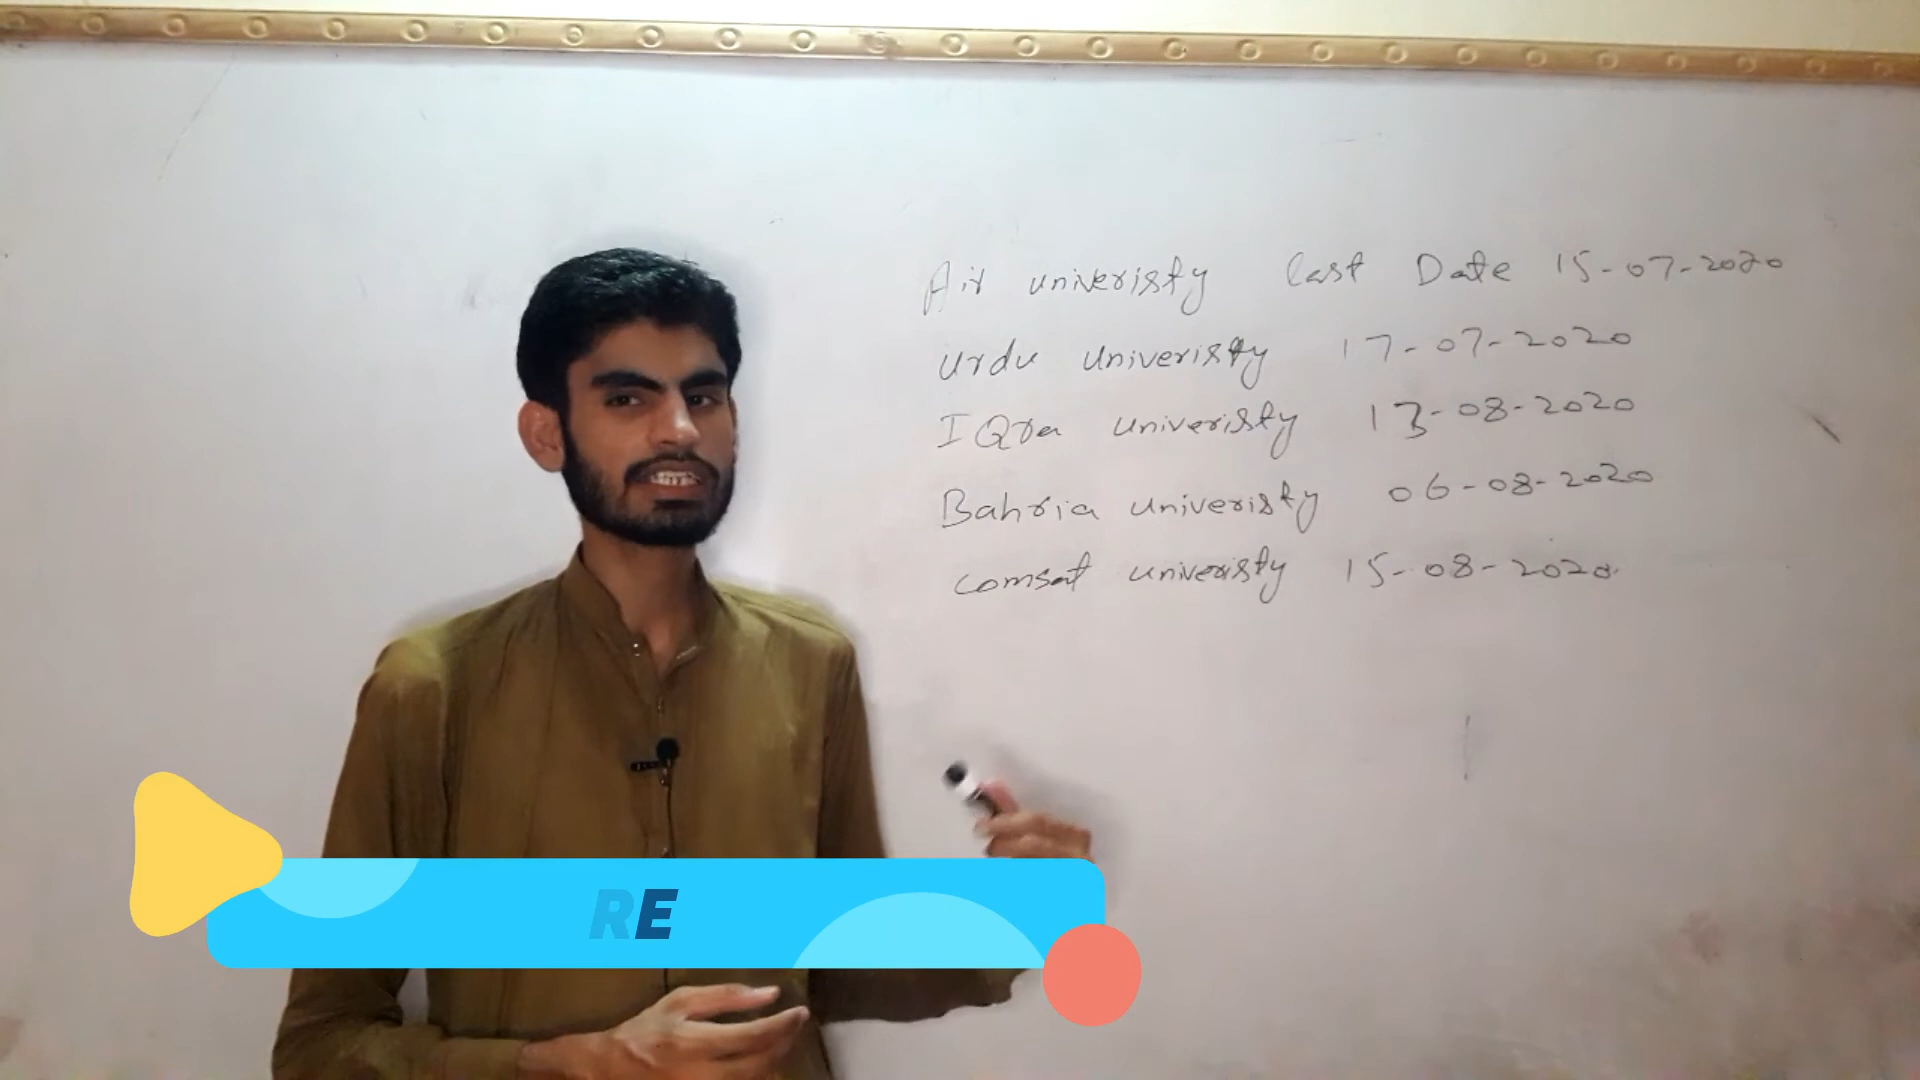 Air univeristy last Date 15-07-2020
urdu univeristy 17-07-2020
IQra univeristy 13-08-2020
Bahria univeristy 06-08-2020
comsat univeristy 15-08-2020
RE